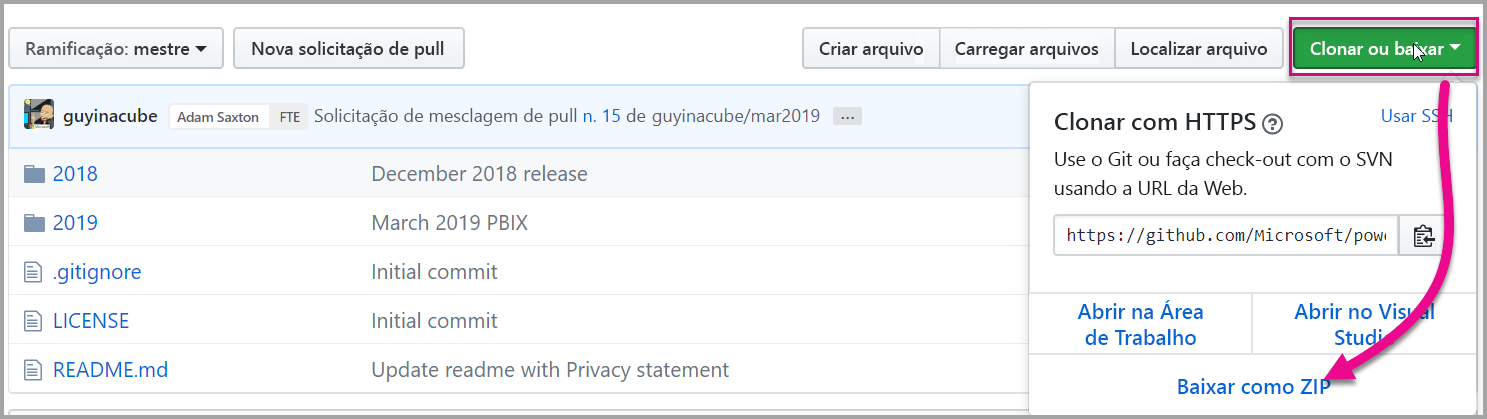 Ramificação: mestre
Nova solicitação de pull
Criar arquivo
Carregar arquivos
Localizar arquivo
Clonar ou baixar
guyinacube Adam Saxton FTE Solicitação de mesclagem de pull n. 15 de guyinacube/mar2019 ...
2018 December 2018 release
2019 March 2019 PBIX
.gitignore Initial commit
LICENSE Initial commit
README.md Update readme with Privacy statement
Clonar com HTTPS ?
Usar SSH
Use o Git ou faça check-out com o SVN
usando a URL da Web.
https://github.com/Microsoft/powe
Abrir na Área
de Trabalho
Abrir no Visual
Studio
Baixar como ZIP